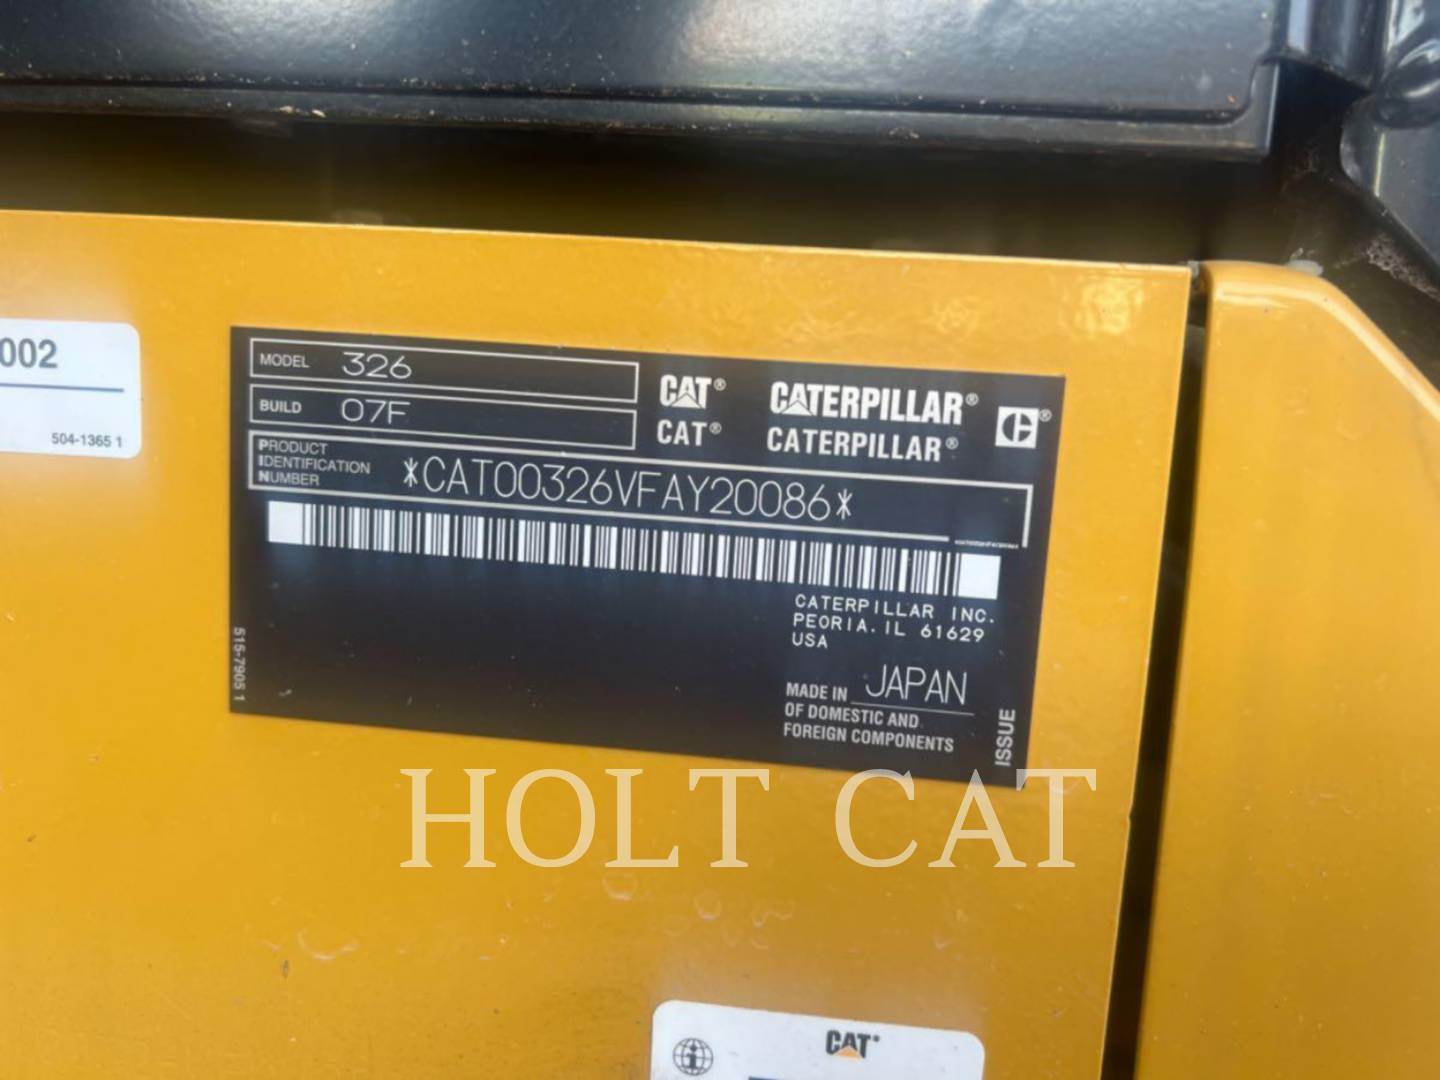 002
504-1365 1
MODEL 326
BUILD 07F
CAT® CATERPILLAR®
CAT® CATERPILLAR®
PRODUCT
IDENTIFICATION
NUMBER
*CAT00326VFAY20086*
CATERPILLAR INC.
PEORIA. IL 61629
USA
MADE IN JAPAN
OF DOMESTIC AND
FOREIGN COMPONENTS
ISSUE
515-7905 1
HOLT CAT
CAT®